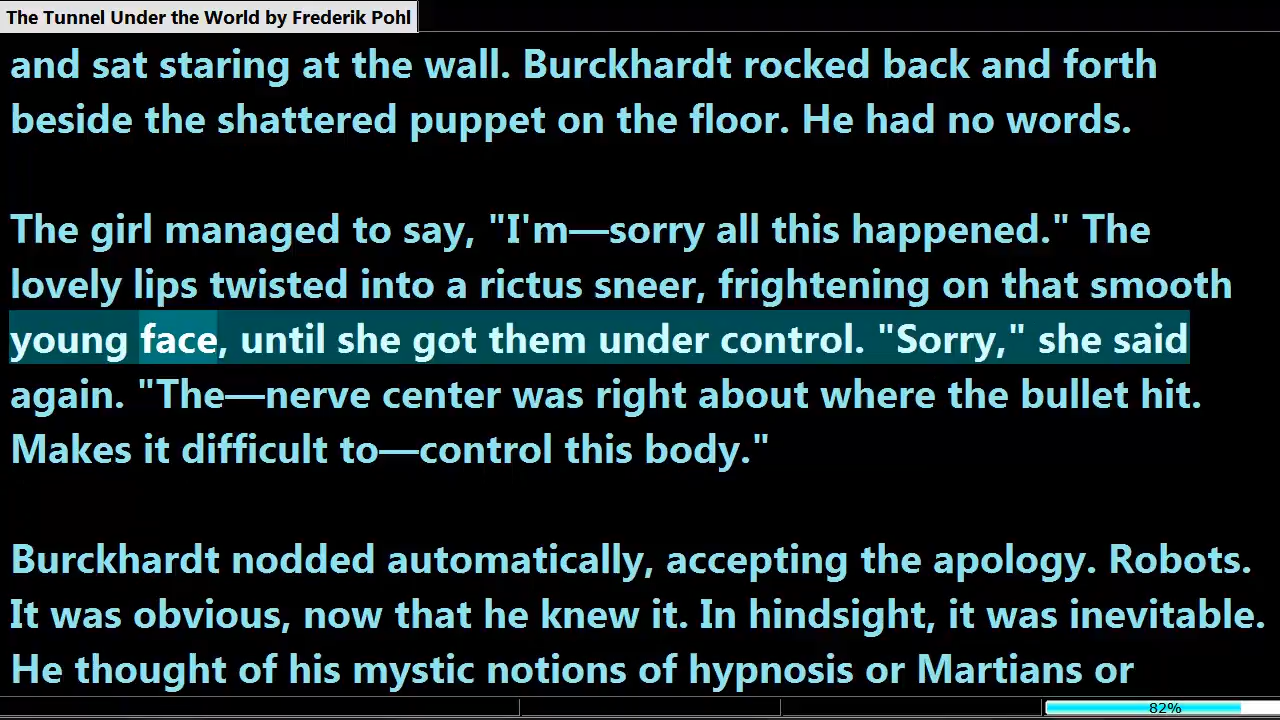 The Tunnel Under the World by Frederik Pohl
and sat staring at the wall. Burckhardt rocked back and forth
beside the shattered puppet on the floor. He had no words.
The girl managed to say, "I'm—sorry all this happened." The
lovely lips twisted into a rictus sneer, frightening on that smooth
young face, until she got them under control. "Sorry," she said
again. "The—nerve center was right about where the bullet hit.
Makes it difficult to—control this body."
Burckhardt nodded automatically, accepting the apology. Robots.
It was obvious, now that he knew it. In hindsight, it was inevitable.
He thought of his mystic notions of hypnosis or Martians or
82%